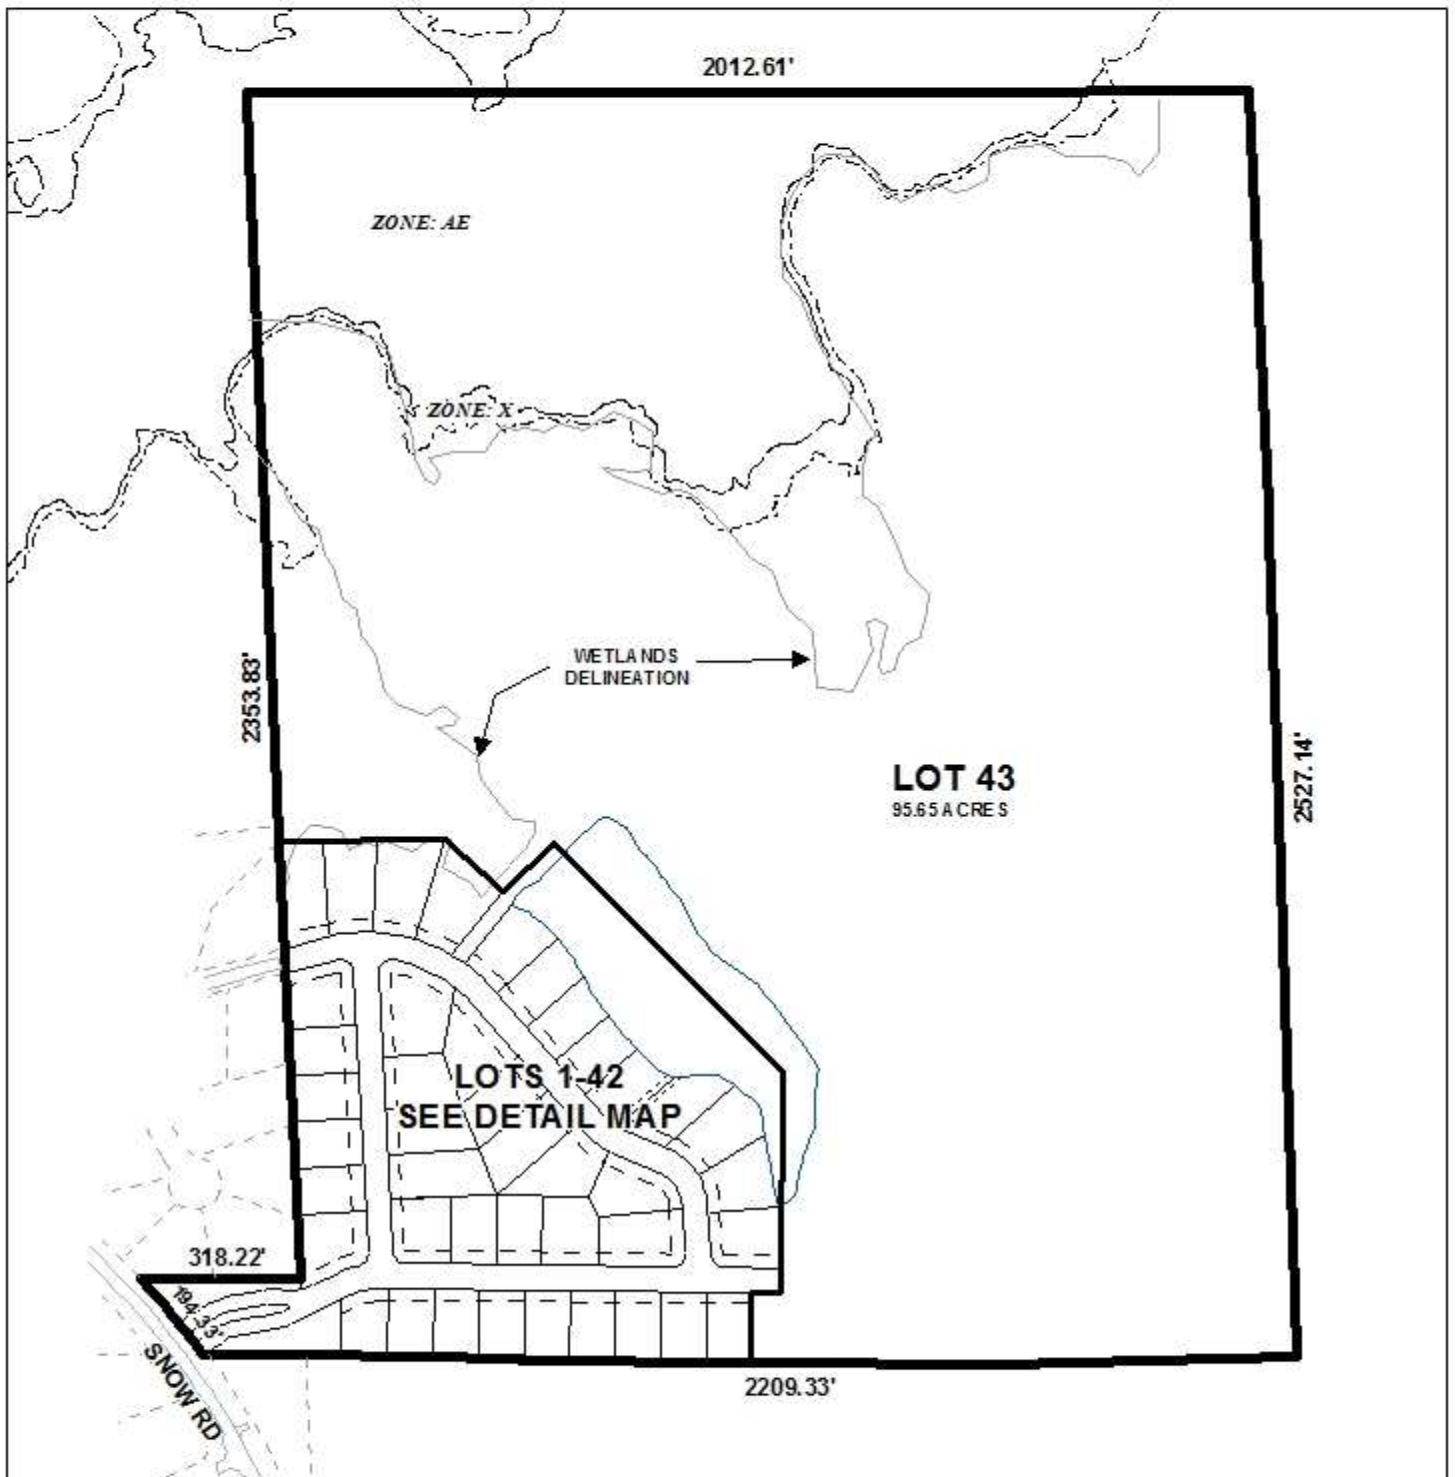 2012.61'
ZONE: AE
ZONE: X
WETLANDS
DELINEATION
2353.83'
LOT 43
95.65 ACRES
2527.14'
LOTS 1-42
SEE DETAIL MAP
318.22'
194.33'
SNOW RD
2209.33'